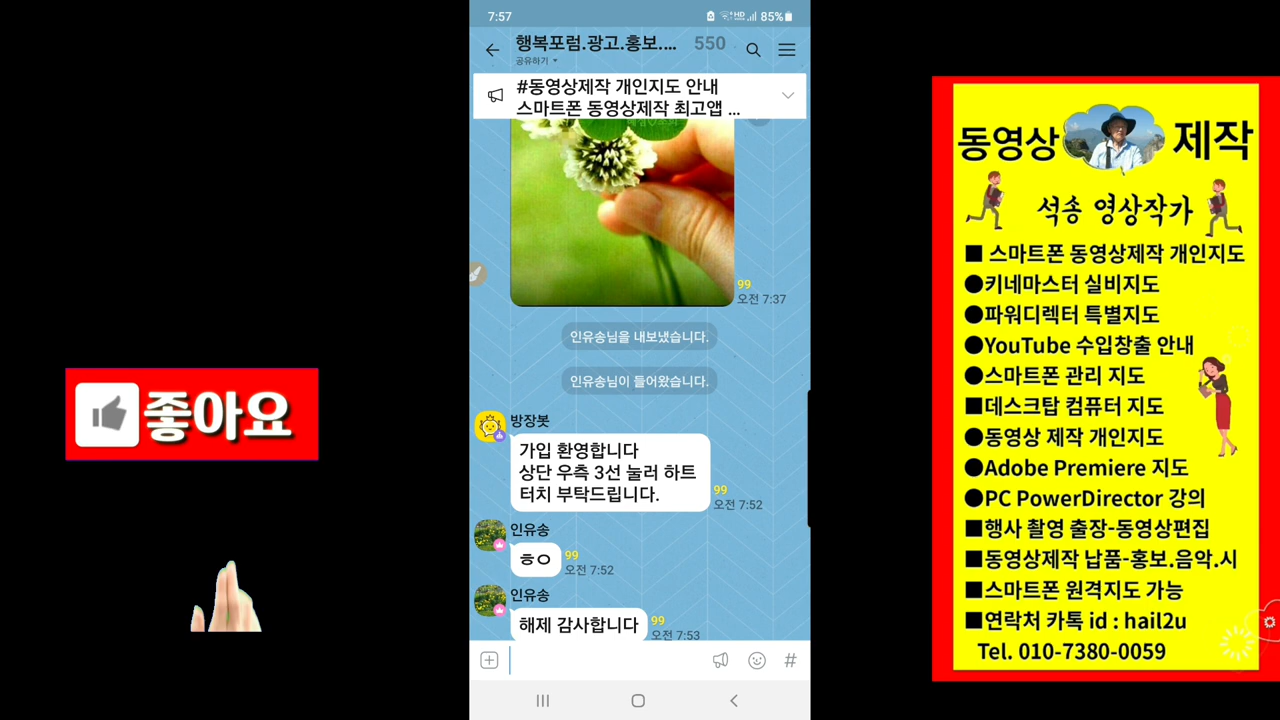 좋아요
7:57
HD
85%
행복포럼.광고.홍보.... 550
공유하기
#동영상제작 개인지도 안내
스마트폰 동영상제작 최고앱 ...
99
오전 7:37
인유송님을 내보냈습니다.
인유송님이 들어왔습니다.
방장봇
가입 환영합니다
상단 우측 3선 눌러 하트
터치 부탁드립니다.
99
오전 7:52
인유송
ㅎㅇ
99
오전 7:52
인유송
해제 감사합니다
99
오전 7:53
#
동영상 제작
석송 영상작가
■ 스마트폰 동영상제작 개인지도
●키네마스터 실비지도
●파워디렉터 특별지도
●YouTube 수입창출 안내
●스마트폰 관리 지도
■데스크탑 컴퓨터 지도
●동영상 제작 개인지도
●Adobe Premiere 지도
●PC PowerDirector 강의
■행사 촬영 출장-동영상편집
■동영상제작 납품-홍보.음악.시
■스마트폰 원격지도 가능
■연락처 카톡 id : hail2u
Tel. 010-7380-0059